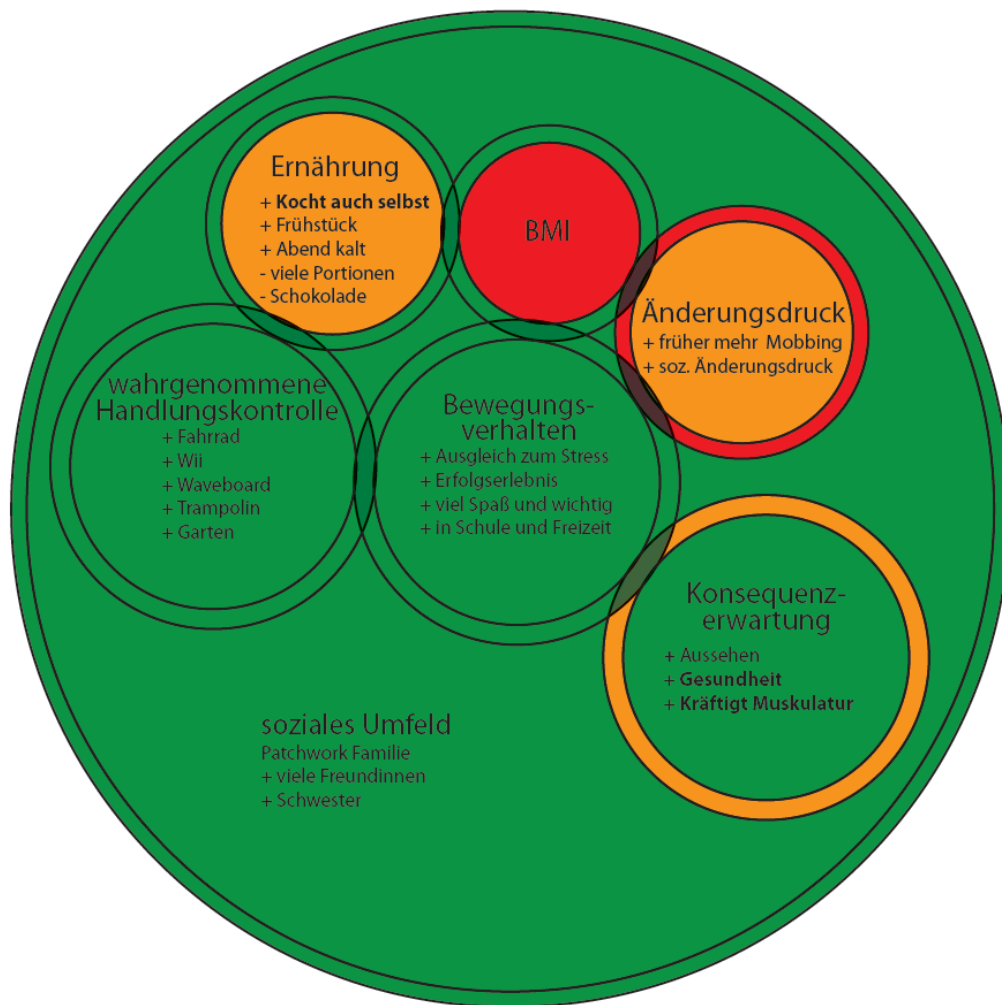 Ernährung
+ Kocht auch selbst
+ Frühstück
+ Abend kalt
- viele Portionen
- Schokolade
BMI
Änderungsdruck
+ früher mehr Mobbing
+ soz. Änderungsdruck
wahrgenommene
Handlungskontrolle
+ Fahrrad
+ Wii
+ Waveboard
+ Trampolin
+ Garten
Bewegungs-
verhalten
+ Ausgleich zum Stress
+ Erfolgserlebnis
+ viel Spaß und wichtig
+ in Schule und Freizeit
Konsequenz-
erwartung
+ Aussehen
+ Gesundheit
+ Kräftigt Muskulatur
soziales Umfeld
Patchwork Familie
+ viele Freundinnen
+ Schwester